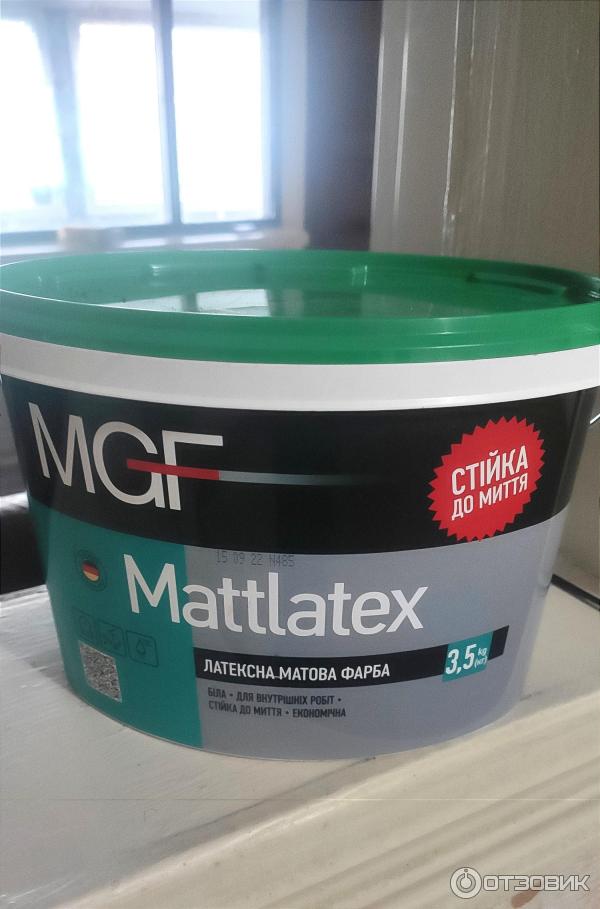 MGF
СТІЙКА
ДО МИТТЯ
15 09 22 N485
Mattlatex
ЛАТЕКСНА МАТОВА ФАРБА
3,5 kg (кг)
БІЛА • ДЛЯ ВНУТРІШНІХ РОБІТ •
СТІЙКА ДО МИТТЯ • ЕКОНОМІЧНА
ОТЗОВИК